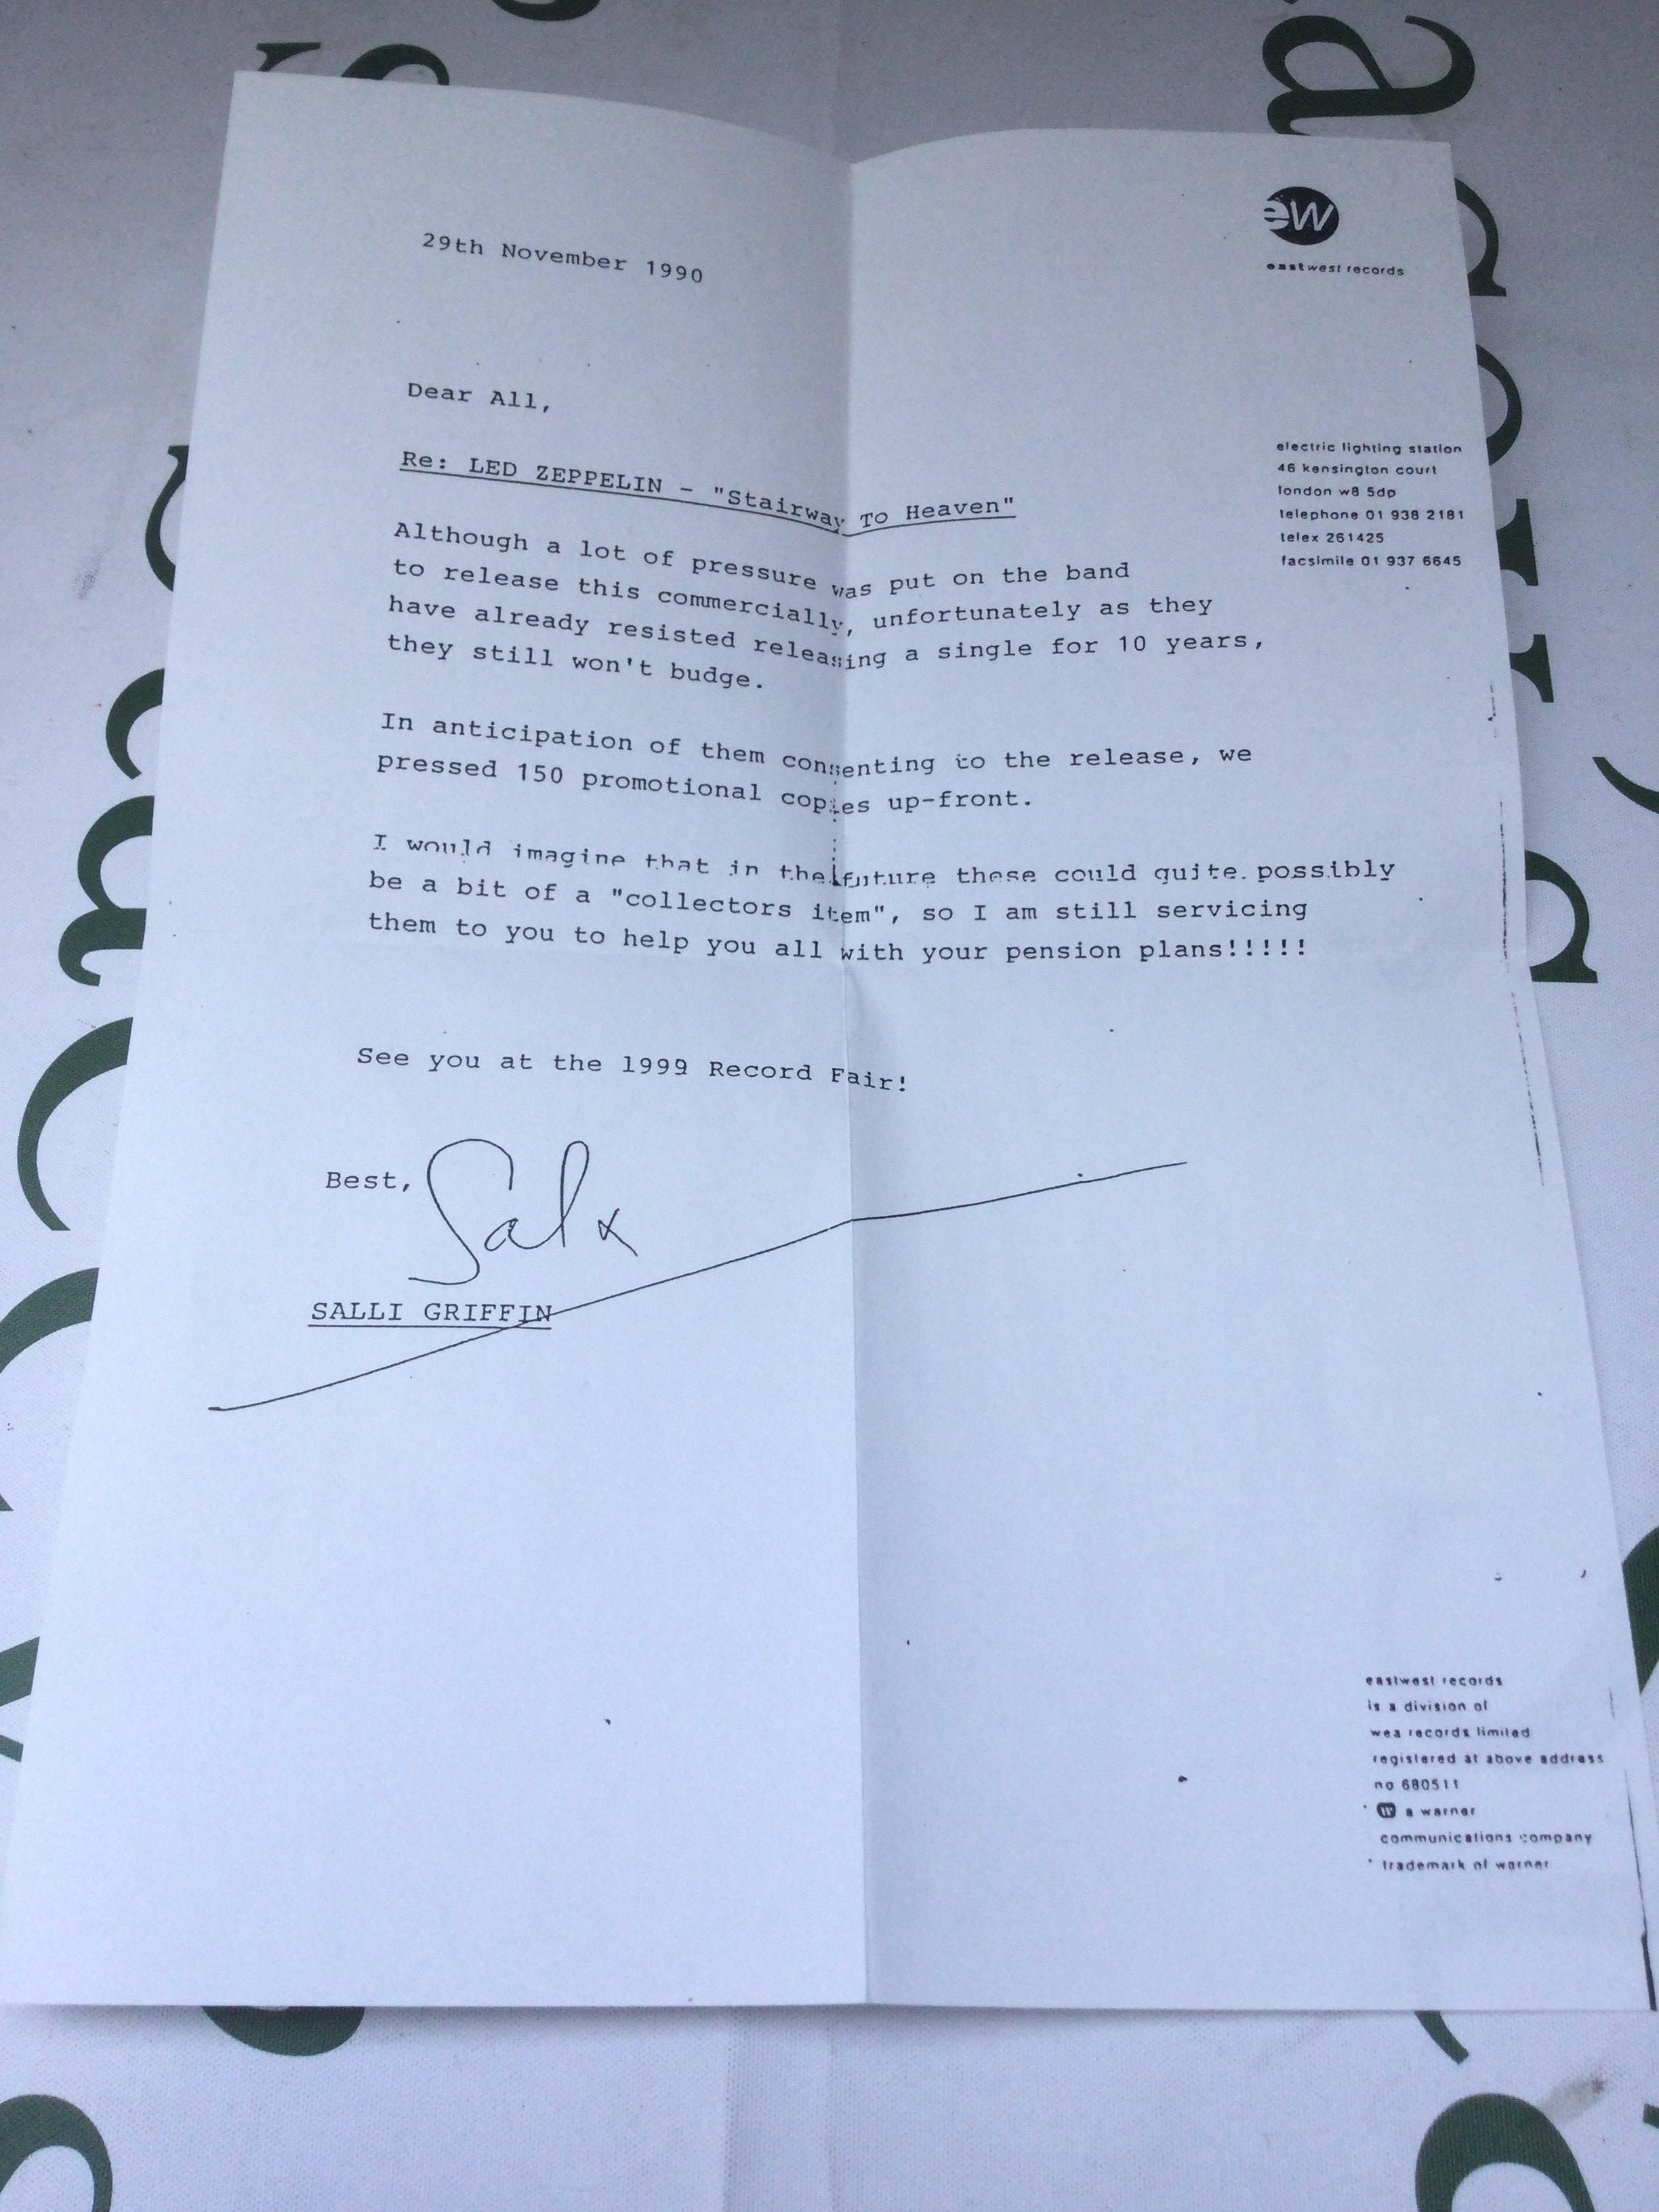 29th November 1990
ew
eastwest records
Dear All,
electric lighting station
46 kensington court
london w8 5dp
telephone 01 938 2181
telex 261425
facsimile 01 937 6645
Re: LED ZEPPELIN - "Stairway To Heaven"
Although a lot of pressure was put on the band
to release this commercially, unfortunately as they
have already resisted releasing a single for 10 years,
they still won't budge.
In anticipation of them consenting to the release, we
pressed 150 promotional copies up-front.
I would imagine that in the future these could quite possibly
be a bit of a "collectors item", so I am still servicing
them to you to help you all with your pension plans!!!!!
See you at the 1999 Record Fair!
Best,
Sal x
SALLI GRIFFIN
eastwest records
is a division of
wea records limited
registered at above address
no 680511
w a warner
communications company
trademark of warner